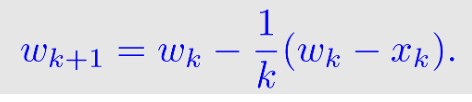 $w_{k+1} = w_k - \frac{1}{k}(w_k - x_k).$